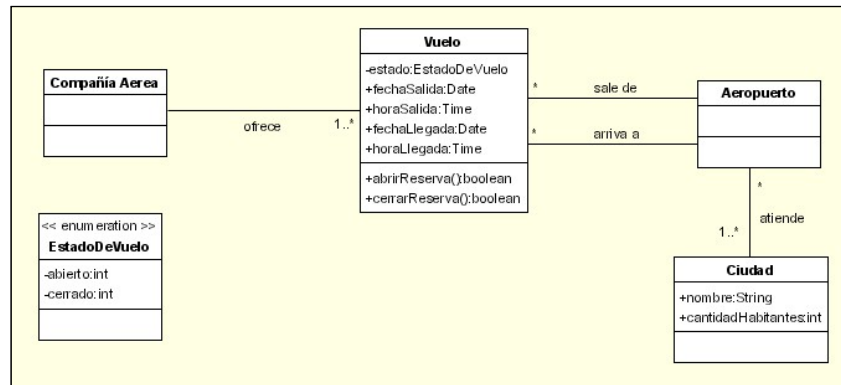 Compañía Aerea
ofrece
1..*
Vuelo
-estado:EstadoDeVuelo
+fechaSalida:Date
+horaSalida:Time
+fechaLlegada:Date
+horaLlegada:Time
+abrirReserva():boolean
+cerrarReserva():boolean
*
sale de
*
arriva a
Aeropuerto
*
atiende
1..*
Ciudad
+nombre:String
+cantidadHabitantes:int
<< enumeration >>
EstadoDeVuelo
-abierto:int
-cerrado:int